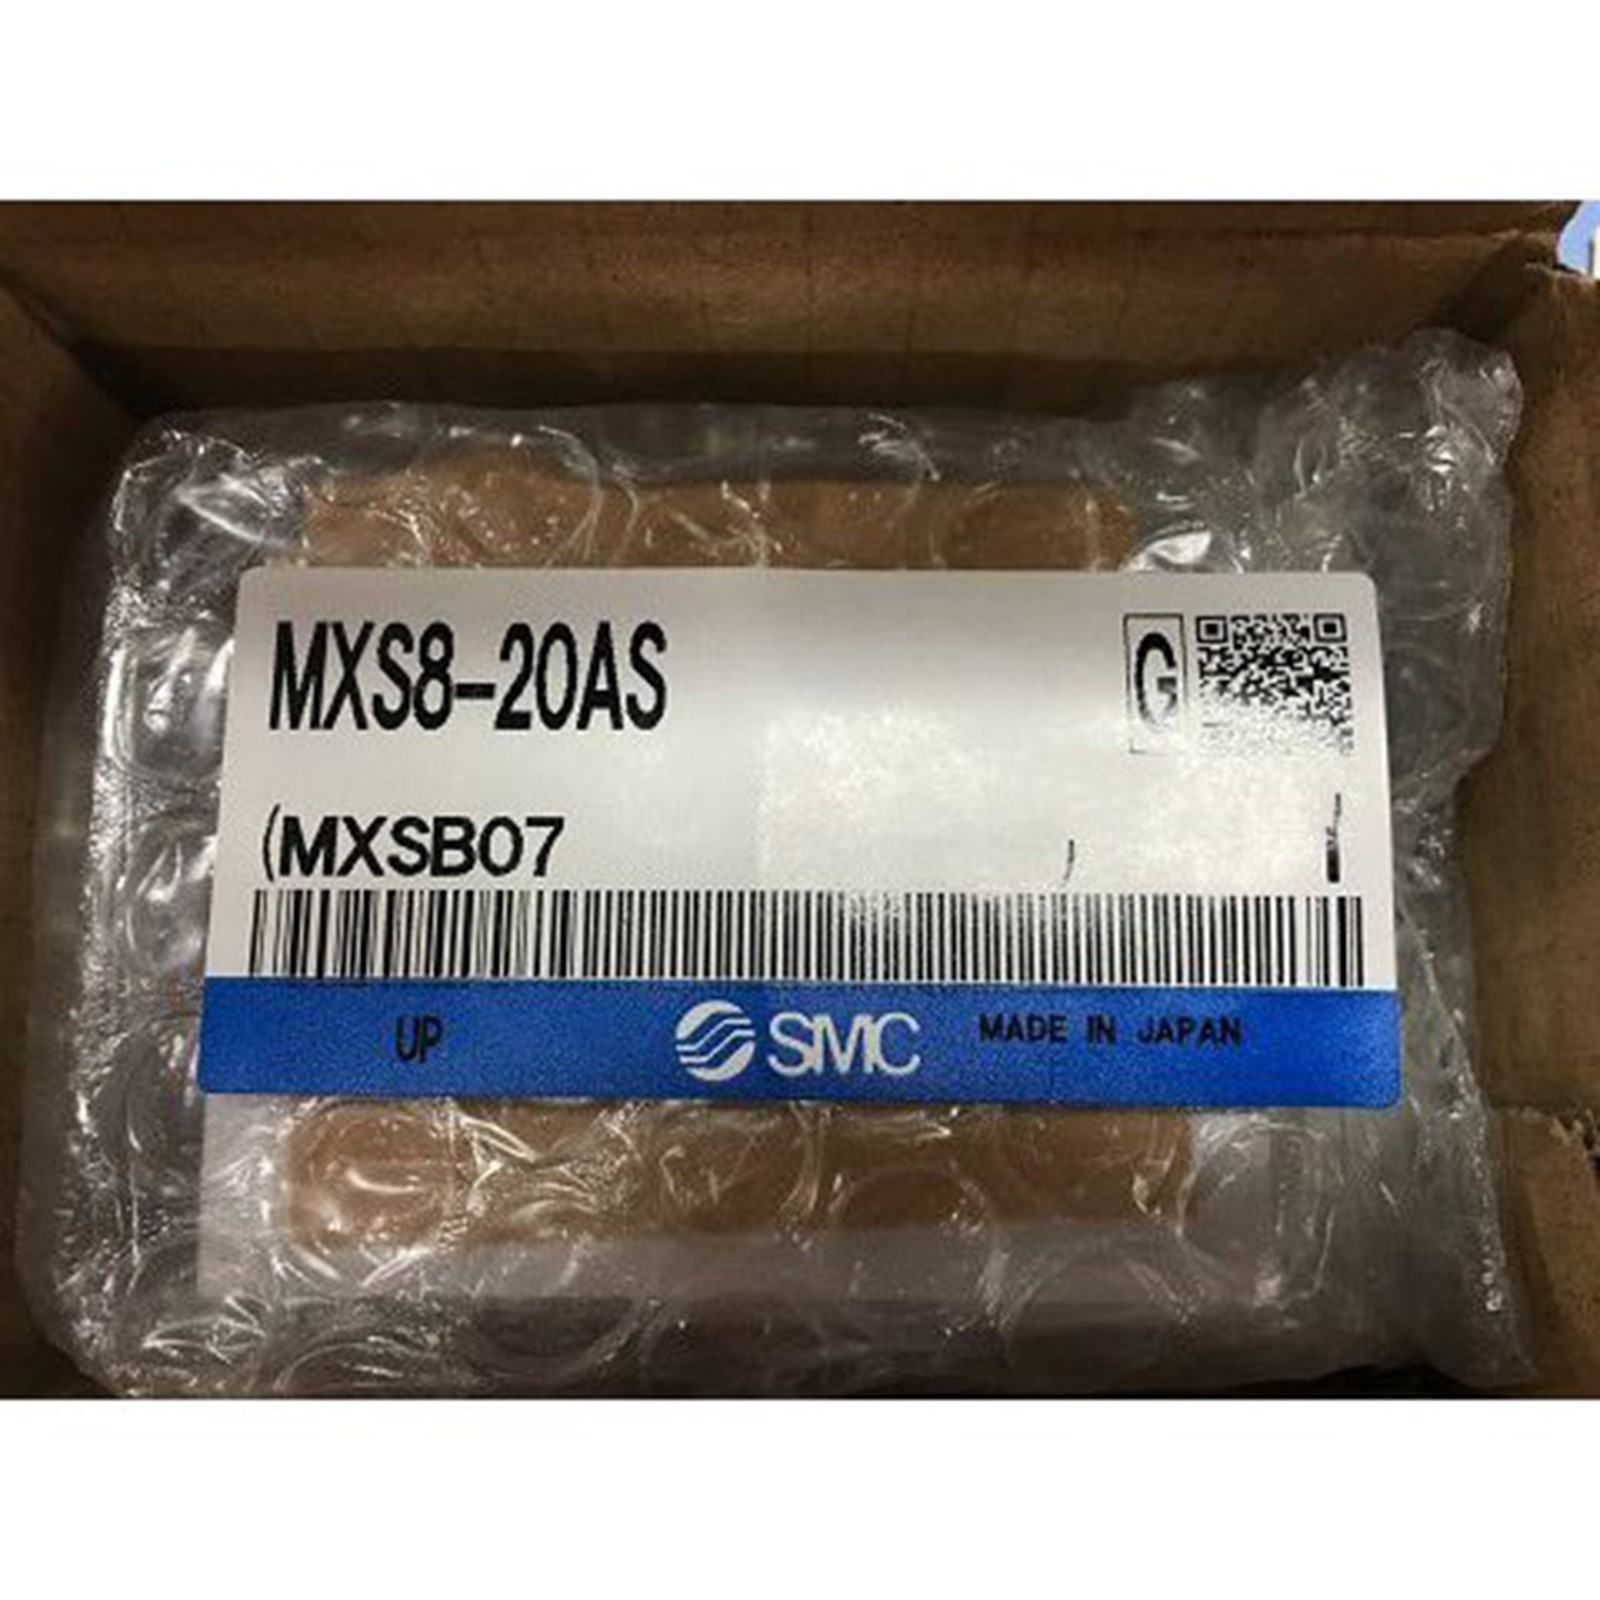 MXS8-20AS
G
(MXSB07 )
UP SMC MADE IN JAPAN